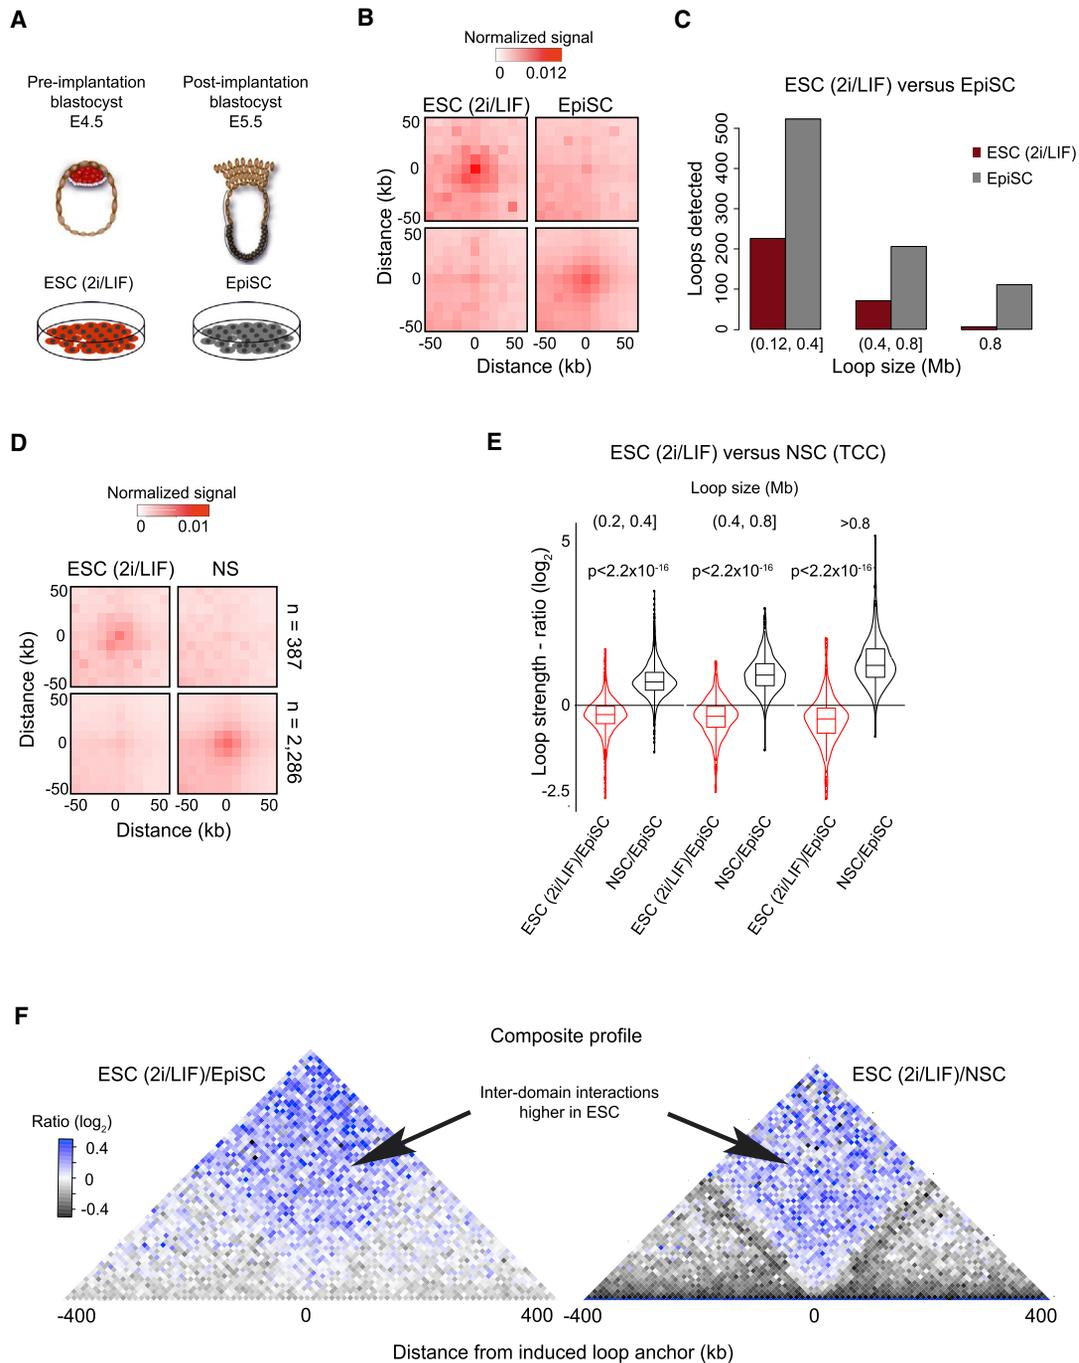 A
Pre-implantation
blastocyst
E4.5
Post-implantation
blastocyst
E5.5
ESC (2i/LIF)
EpiSC
B
Normalized signal
0 0.012
ESC (2i/LIF) EpiSC
50
0
-50
50
0
-50
Distance (kb)
-50 0 50 -50 0 50
Distance (kb)
C
ESC (2i/LIF) versus EpiSC
Loops detected
500
400
300
200
100
0
ESC (2i/LIF)
EpiSC
(0.12, 0.4] (0.4, 0.8] 0.8
Loop size (Mb)
D
Normalized signal
0 0.01
ESC (2i/LIF) NS
50
0
-50
50
0
-50
Distance (kb)
n = 387
n = 2,286
-50 0 50 -50 0 50
Distance (kb)
E
ESC (2i/LIF) versus NSC (TCC)
Loop size (Mb)
(0.2, 0.4] (0.4, 0.8] >0.8
p<2.2x10-16 p<2.2x10-16 p<2.2x10-16
Loop strength - ratio (log2)
5
0
-2.5
ESC (2i/LIF)/EpiSC
NSC/EpiSC
ESC (2i/LIF)/EpiSC
NSC/EpiSC
ESC (2i/LIF)/EpiSC
NSC/EpiSC
F
Composite profile
ESC (2i/LIF)/EpiSC
ESC (2i/LIF)/NSC
Inter-domain interactions
higher in ESC
Ratio (log2)
0.4
0
-0.4
-400 0 400 -400 0 400
Distance from induced loop anchor (kb)